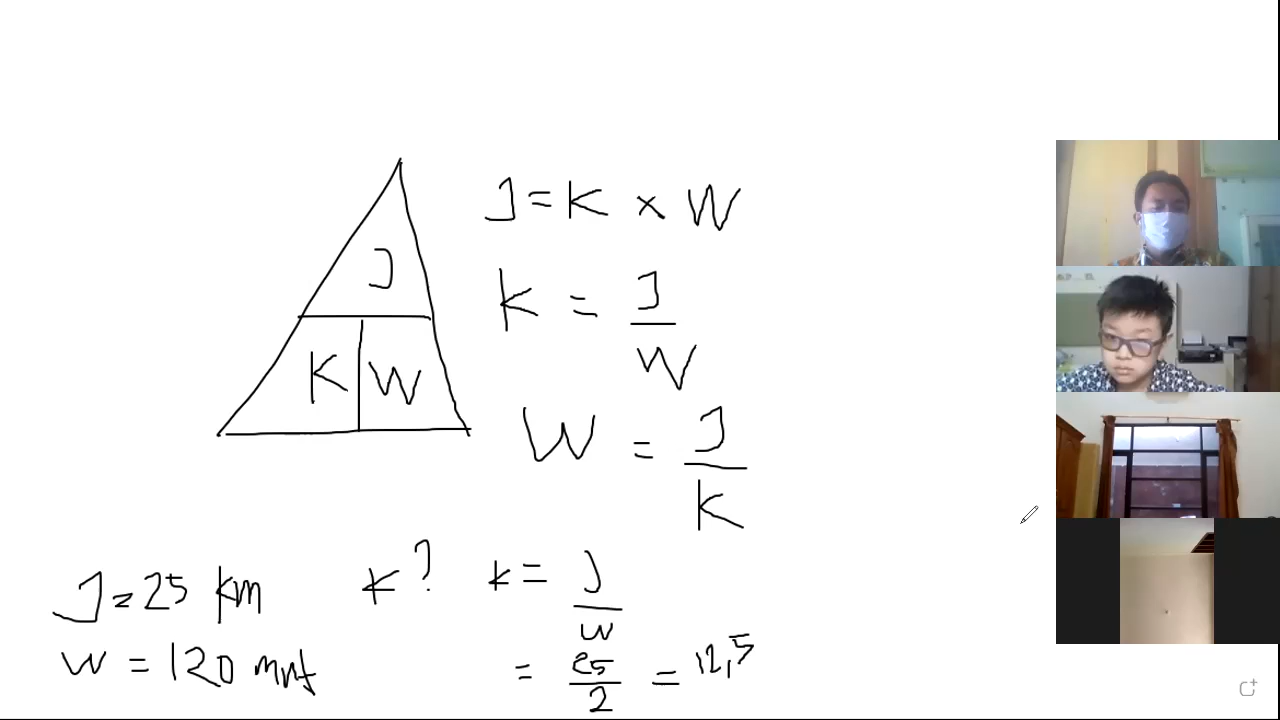 J
K W
J = K × W
K = J/W
W = J/K
J = 25 km
W = 120 mnt
K?
K = J/W
= 25/2 = 12,5